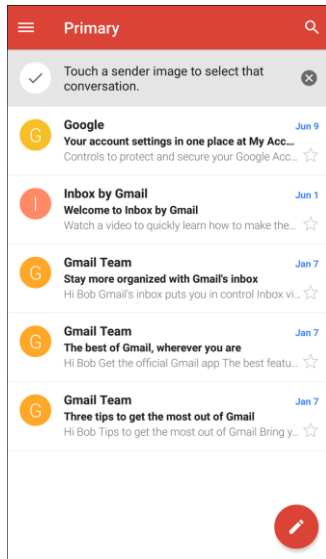 Primary
Touch a sender image to select that
conversation.
G
Google
Jun 9
Your account settings in one place at My Acc...
Controls to protect and secure your Google Acc...
I
Inbox by Gmail
Jun 1
Welcome to Inbox by Gmail
Watch a video to quickly learn how to make the...
G
Gmail Team
Jan 7
Stay more organized with Gmail's inbox
Hi Bob Gmail's inbox puts you in control Inbox vi...
G
Gmail Team
Jan 7
The best of Gmail, wherever you are
Hi Bob Get the official Gmail app The best featu...
G
Gmail Team
Jan 7
Three tips to get the most out of Gmail
Hi Bob Tips to get the most out of Gmail Bring y...